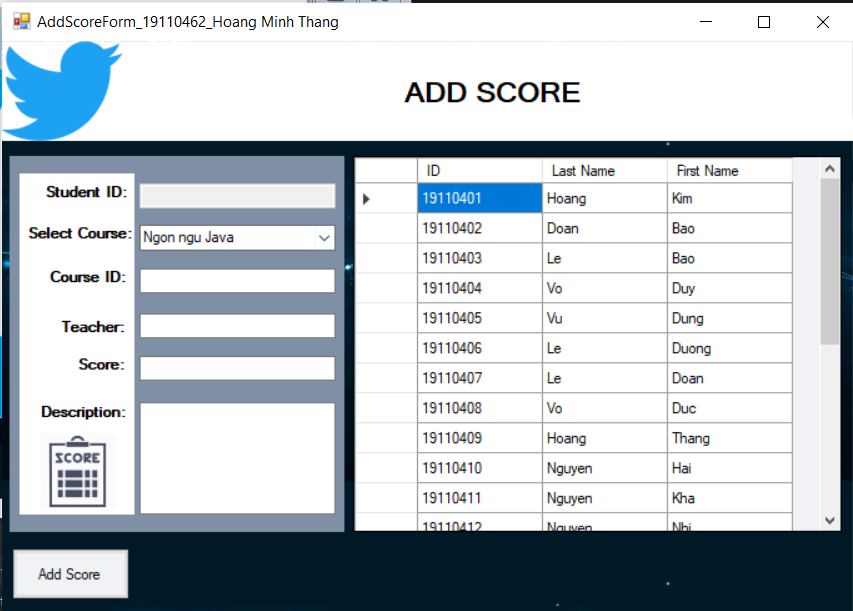 AddScoreForm_19110462_Hoang Minh Thang
ADD SCORE
Student ID:
Select Course: Ngon ngu Java
Course ID:
Teacher:
Score:
Description:
SCORE
Add Score
ID Last Name First Name
19110401 Hoang Kim
19110402 Doan Bao
19110403 Le Bao
19110404 Vo Duy
19110405 Vu Dung
19110406 Le Duong
19110407 Le Doan
19110408 Vo Duc
19110409 Hoang Thang
19110410 Nguyen Hai
19110411 Nguyen Kha
19110412 Nguyen Nhi